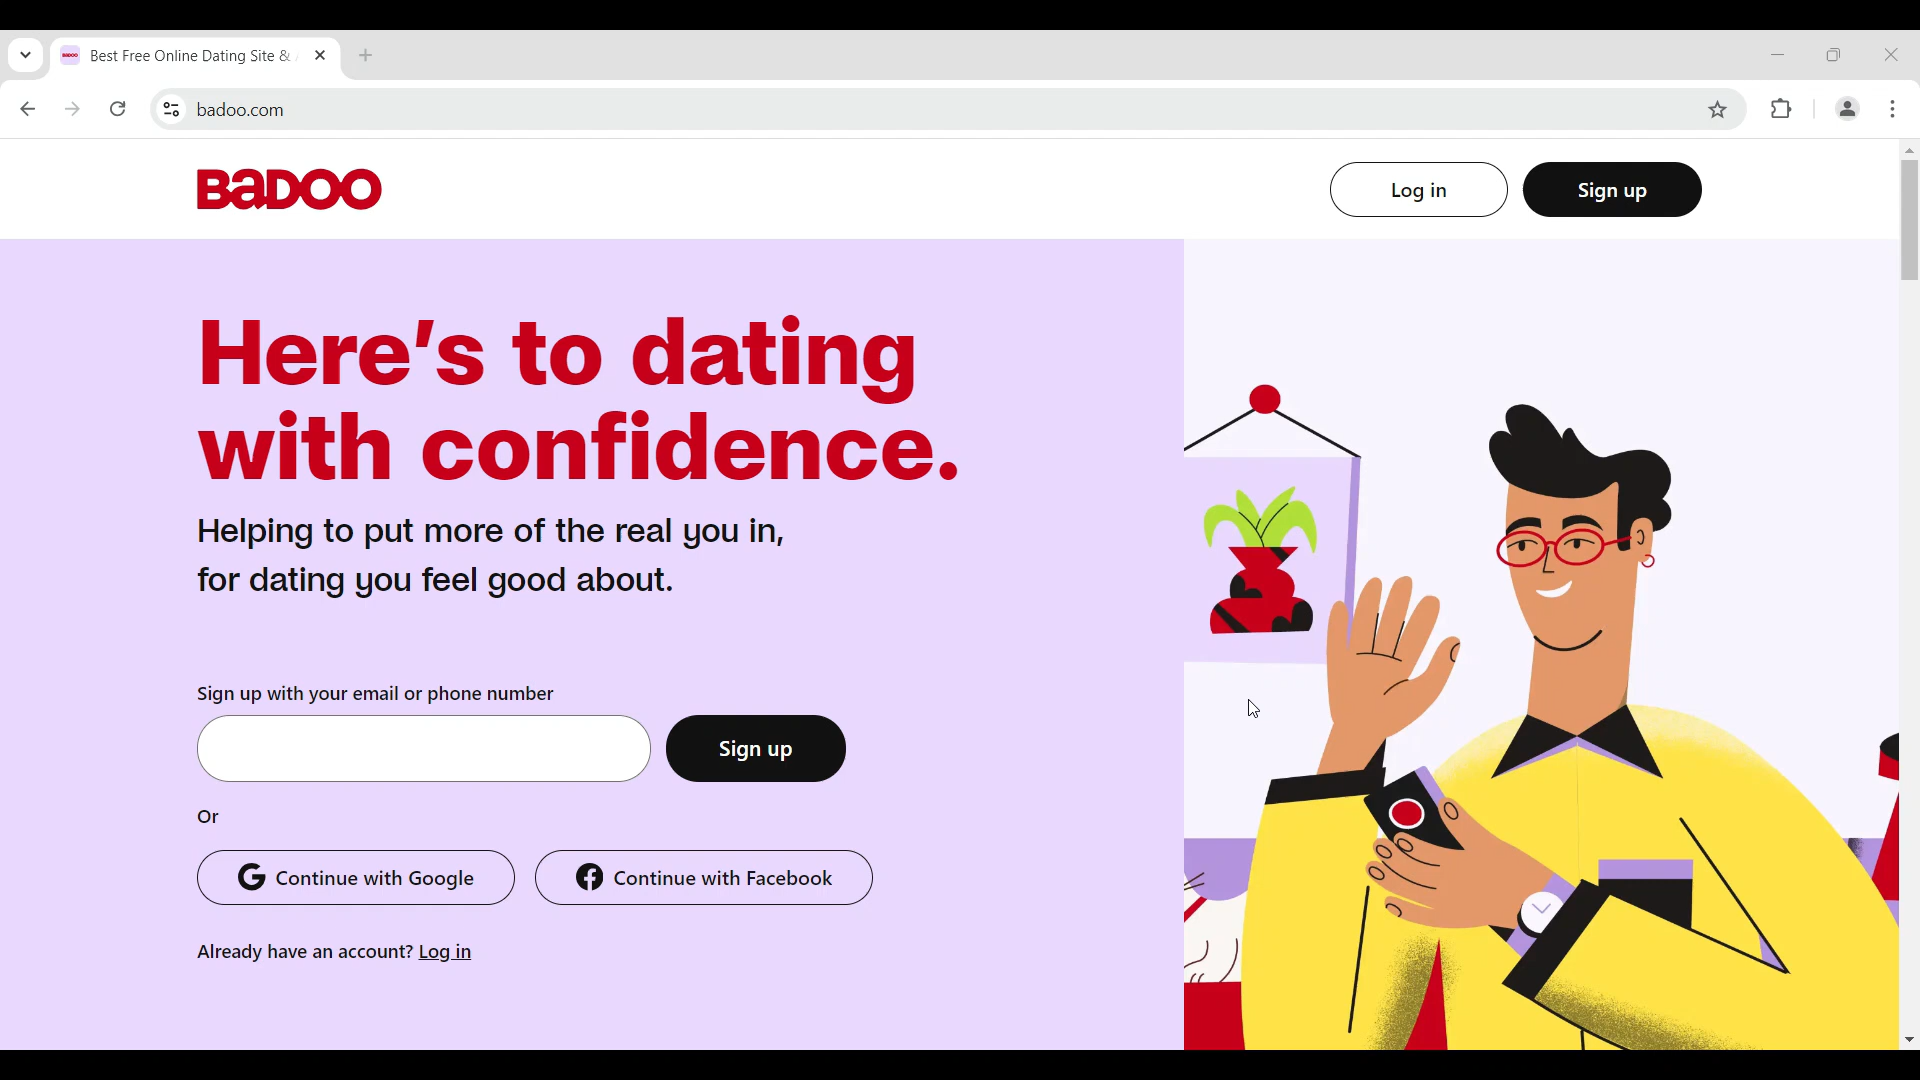 Best Free Online Dating Site &
badoo.com
Badoo
Log in
Sign up
Here's to dating
with confidence.
Helping to put more of the real you in,
for dating you feel good about.
Sign up with your email or phone number
Sign up
Or
Continue with Google
Continue with Facebook
Already have an account? Log in